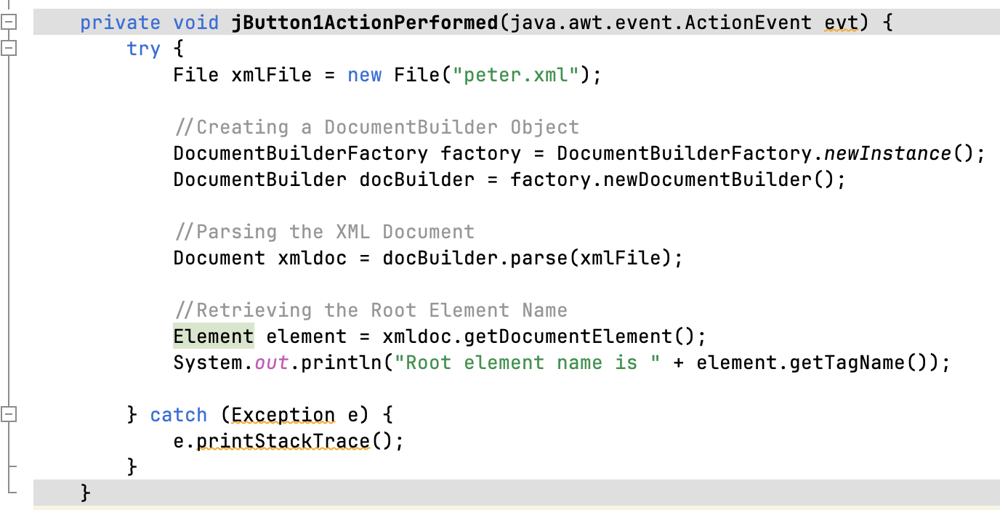 private void jButton1ActionPerformed(java.awt.event.ActionEvent evt) {
try {
File xmlFile = new File("peter.xml");
//Creating a DocumentBuilder Object
DocumentBuilderFactory factory = DocumentBuilderFactory.newInstance();
DocumentBuilder docBuilder = factory.newDocumentBuilder();
//Parsing the XML Document
Document xmldoc = docBuilder.parse(xmlFile);
//Retrieving the Root Element Name
Element element = xmldoc.getDocumentElement();
System.out.println("Root element name is " + element.getTagName());
} catch (Exception e) {
e.printStackTrace();
}
}